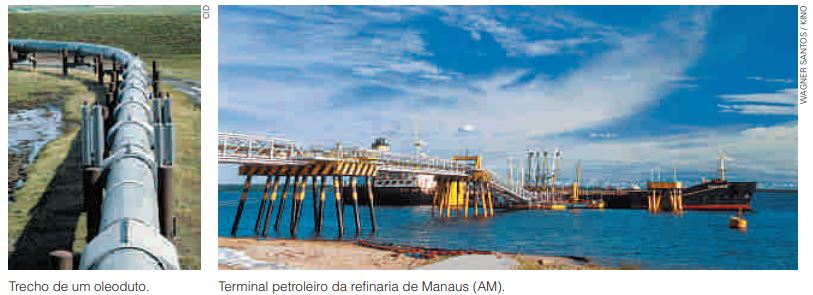 CID
WAGNER SANTOS / KINO
Trecho de um oleoduto.
Terminal petroleiro da refinaria de Manaus (AM).